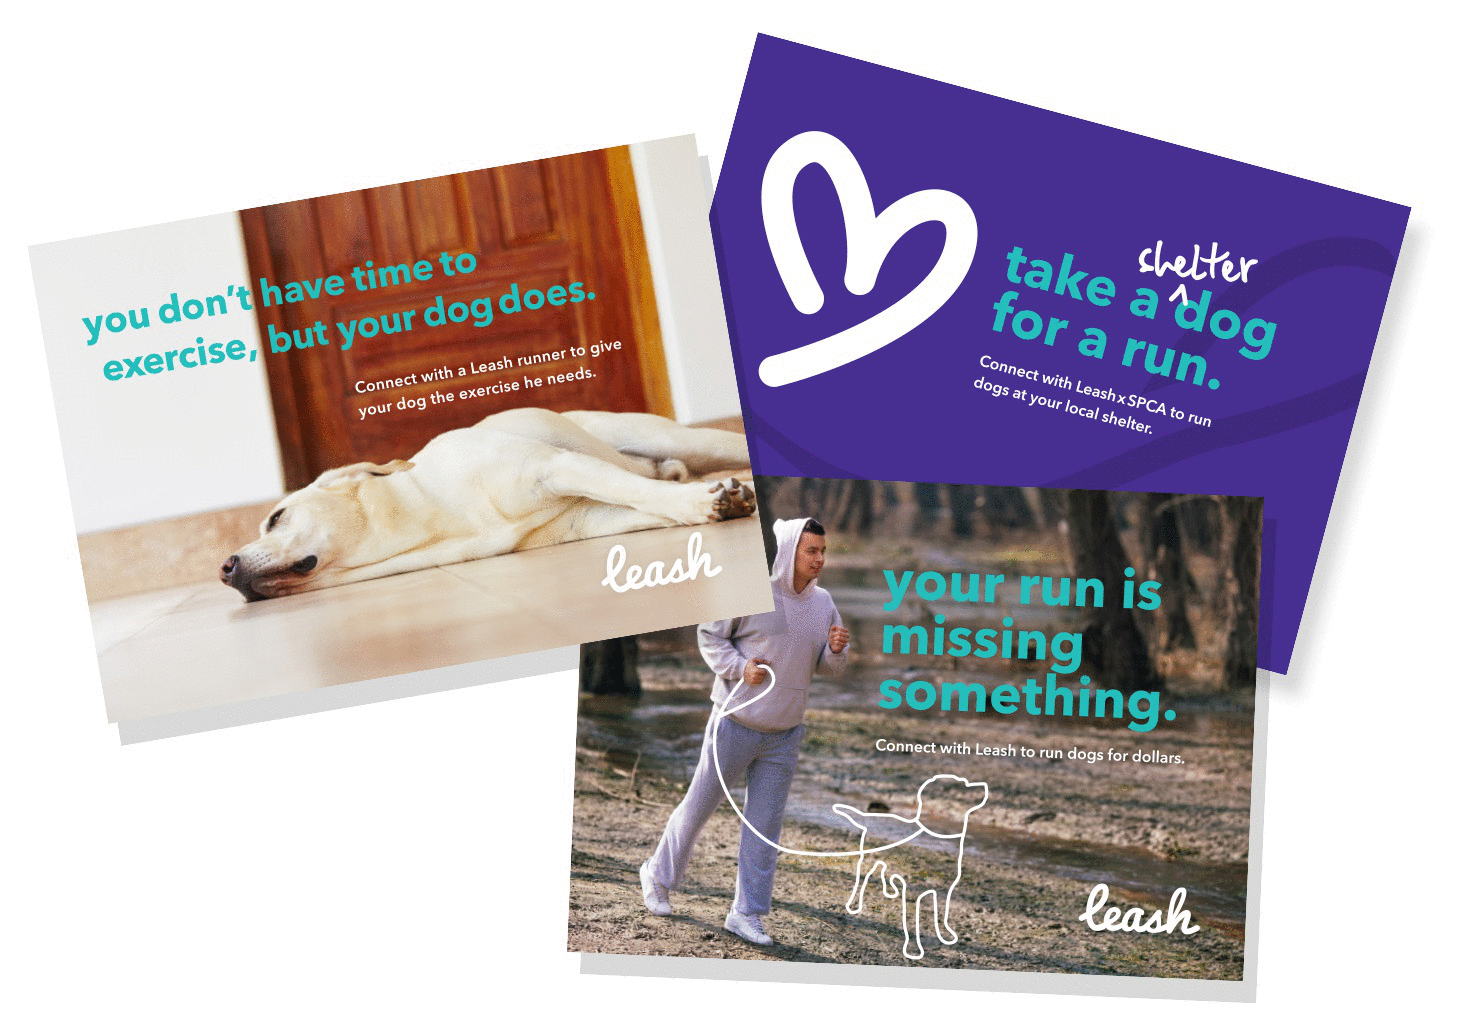 you don't have time to
exercise, but your dog does.
Connect with a Leash runner to give
your dog the exercise he needs.
leash
shelter
take a ^ dog
for a run.
Connect with Leash x SPCA to run
dogs at your local shelter.
your run is
missing
something.
Connect with Leash to run dogs for dollars.
leash